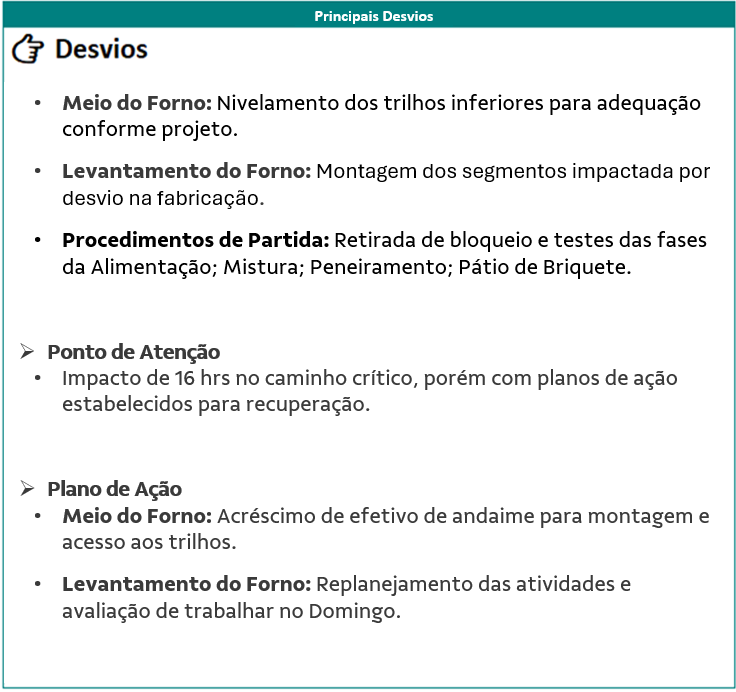 Principais Desvios
Desvios
• Meio do Forno: Nivelamento dos trilhos inferiores para adequação
conforme projeto.
• Levantamento do Forno: Montagem dos segmentos impactada por
desvio na fabricação.
• Procedimentos de Partida: Retirada de bloqueio e testes das fases
da Alimentação; Mistura; Peneiramento; Pátio de Briquete.
➢ Ponto de Atenção
• Impacto de 16 hrs no caminho crítico, porém com planos de ação
estabelecidos para recuperação.
➢ Plano de Ação
• Meio do Forno: Acréscimo de efetivo de andaime para montagem e
acesso aos trilhos.
• Levantamento do Forno: Replanejamento das atividades e
avaliação de trabalhar no Domingo.